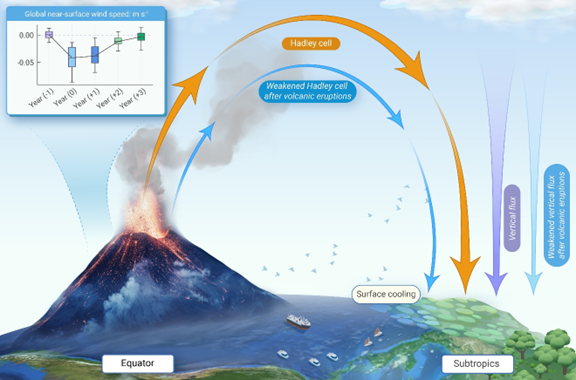 Global near-surface wind speed: m s⁻¹
0.00
-0.05
Year (-1)
Year (0)
Year (+1)
Year (+2)
Year (+3)
Hadley cell
Weakened Hadley cell
after volcanic eruptions
Vertical flux
Weakened vertical flux
after volcanic eruptions
Surface cooling
Equator
Subtropics